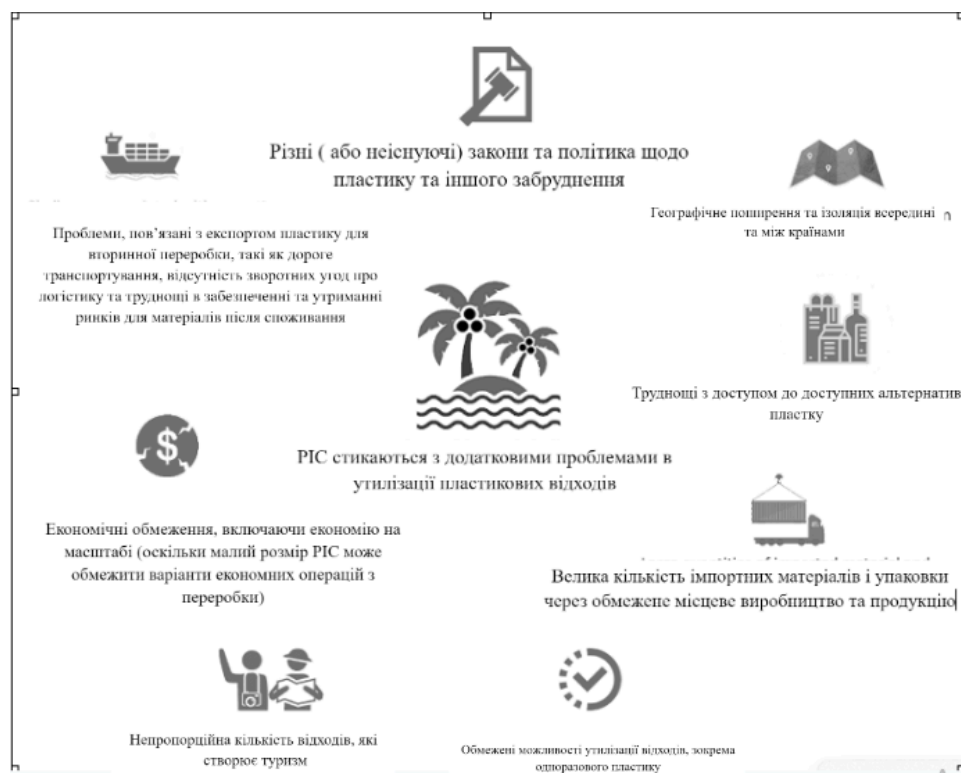 Різні ( або неіснуючі) закони та політика щодо
пластику та іншого забруднення
Проблеми, пов’язані з експортом пластику для
вторинної переробки, такі як дороге
транспортування, відсутність зворотних угод про
логістику та труднощі в забезпеченні та утриманні
ринків для матеріалів після споживання
Географічне поширення та ізоляція всередині
та між країнами
Труднощі з доступом до доступних альтернатив
пластку
РІС стикаються з додатковими проблемами в
утилізації пластикових відходів
Економічні обмеження, включаючи економію на
масштабі (оскільки малий розмір РІС може
обмежити варіанти економних операцій з
переробки)
Велика кількість імпортних матеріалів і упаковки
через обмежене місцеве виробництво та продукцію
Непропорційна кількість відходів, які
створює туризм
Обмежені можливості утилізації відходів, зокрема
одноразового пластику